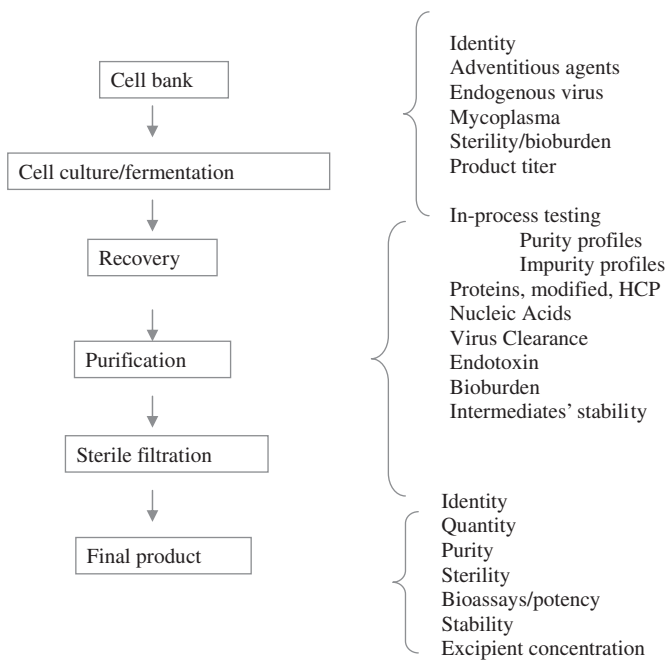 Cell bank
Cell culture/fermentation
Recovery
Purification
Sterile filtration
Final product
Identity
Adventitious agents
Endogenous virus
Mycoplasma
Sterility/bioburden
Product titer
In-process testing
Purity profiles
Impurity profiles
Proteins, modified, HCP
Nucleic Acids
Virus Clearance
Endotoxin
Bioburden
Intermediates’ stability
Identity
Quantity
Purity
Sterility
Bioassays/potency
Stability
Excipient concentration